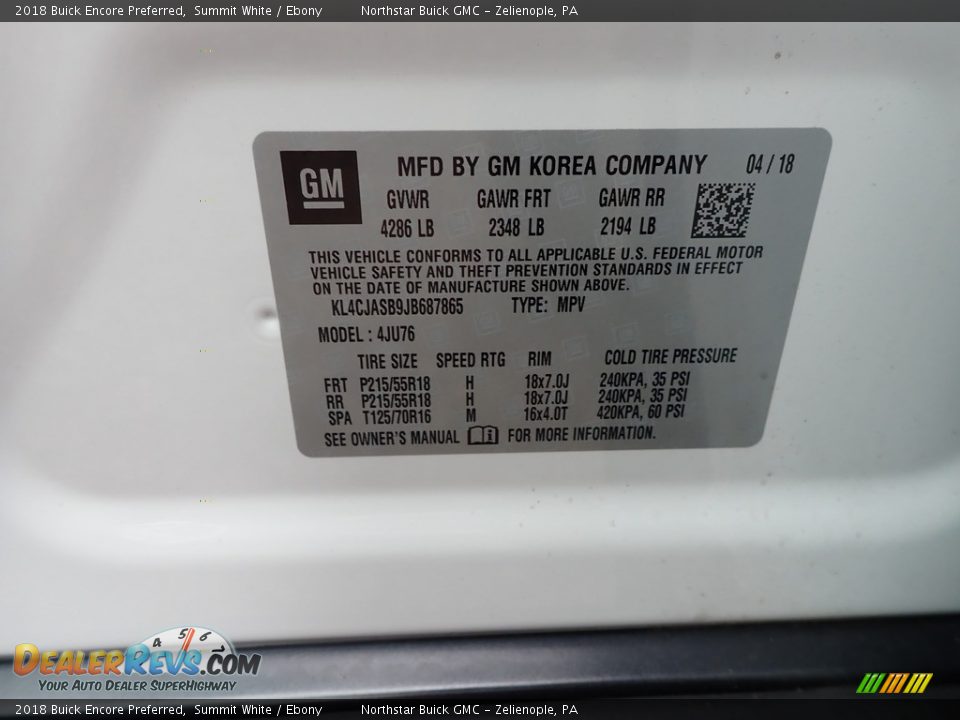 2018 Buick Encore Preferred,  Summit White / Ebony    Northstar Buick GMC - Zelienople, PA
GM
MFD BY GM KOREA COMPANY    04 / 18
GVWR    GAWR FRT    GAWR RR
4286 LB    2348 LB    2194 LB
THIS VEHICLE CONFORMS TO ALL APPLICABLE U.S. FEDERAL MOTOR
VEHICLE SAFETY AND THEFT PREVENTION STANDARDS IN EFFECT
ON THE DATE OF MANUFACTURE SHOWN ABOVE.
KL4CJASB9JB687865    TYPE: MPV
MODEL : 4JU76
TIRE SIZE    SPEED RTG    RIM    COLD TIRE PRESSURE
FRT P215/55R18    H    18x7.0J    240KPA, 35 PSI
RR P215/55R18    H    18x7.0J    240KPA, 35 PSI
SPA T125/70R16    M    16x4.0T    420KPA, 60 PSI
SEE OWNER'S MANUAL    FOR MORE INFORMATION.
4 5 6 7
DEALERREVS.COM
YOUR AUTO DEALER SUPERHIGHWAY
2018 Buick Encore Preferred,  Summit White / Ebony    Northstar Buick GMC - Zelienople, PA